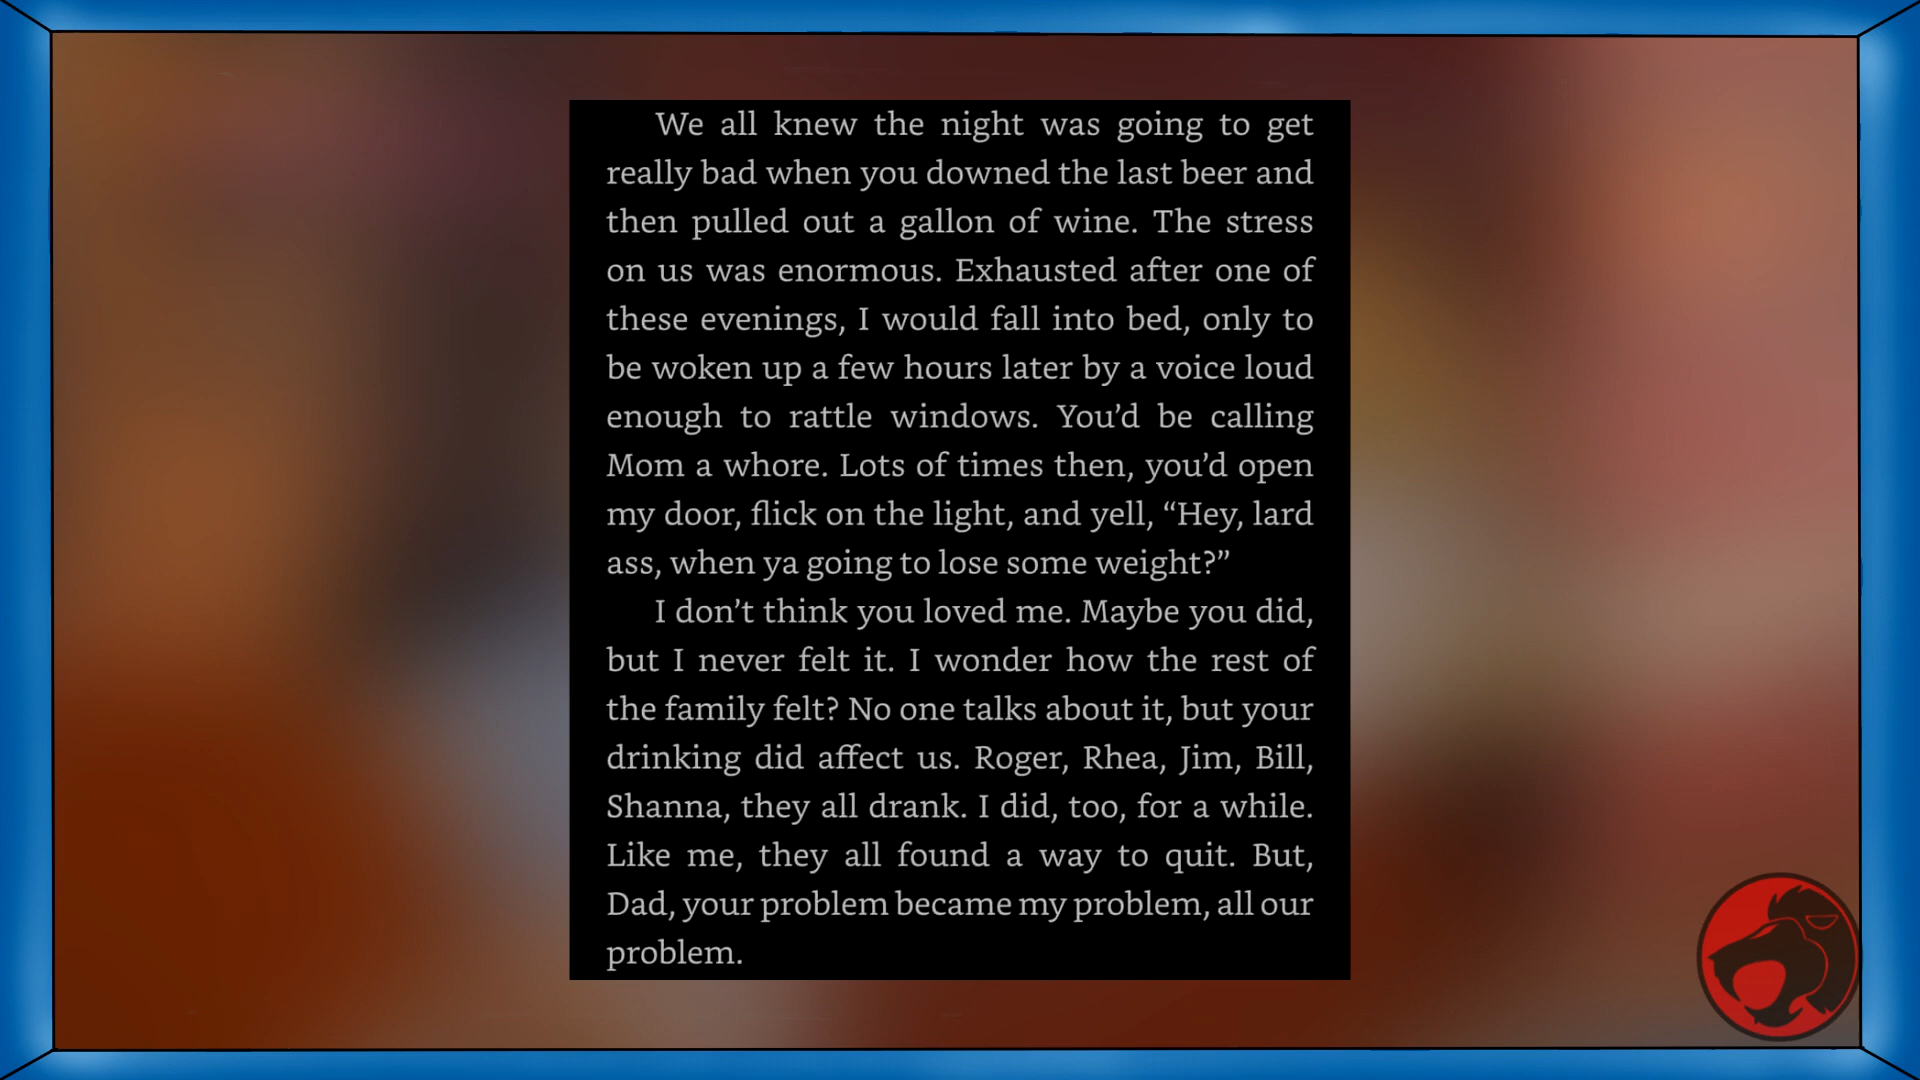 We all knew the night was going to get
really bad when you downed the last beer and
then pulled out a gallon of wine. The stress
on us was enormous. Exhausted after one of
these evenings, I would fall into bed, only to
be woken up a few hours later by a voice loud
enough to rattle windows. You’d be calling
Mom a whore. Lots of times then, you’d open
my door, flick on the light, and yell, “Hey, lard
ass, when ya going to lose some weight?”
I don’t think you loved me. Maybe you did,
but I never felt it. I wonder how the rest of
the family felt? No one talks about it, but your
drinking did affect us. Roger, Rhea, Jim, Bill,
Shanna, they all drank. I did, too, for a while.
Like me, they all found a way to quit. But,
Dad, your problem became my problem, all our
problem.